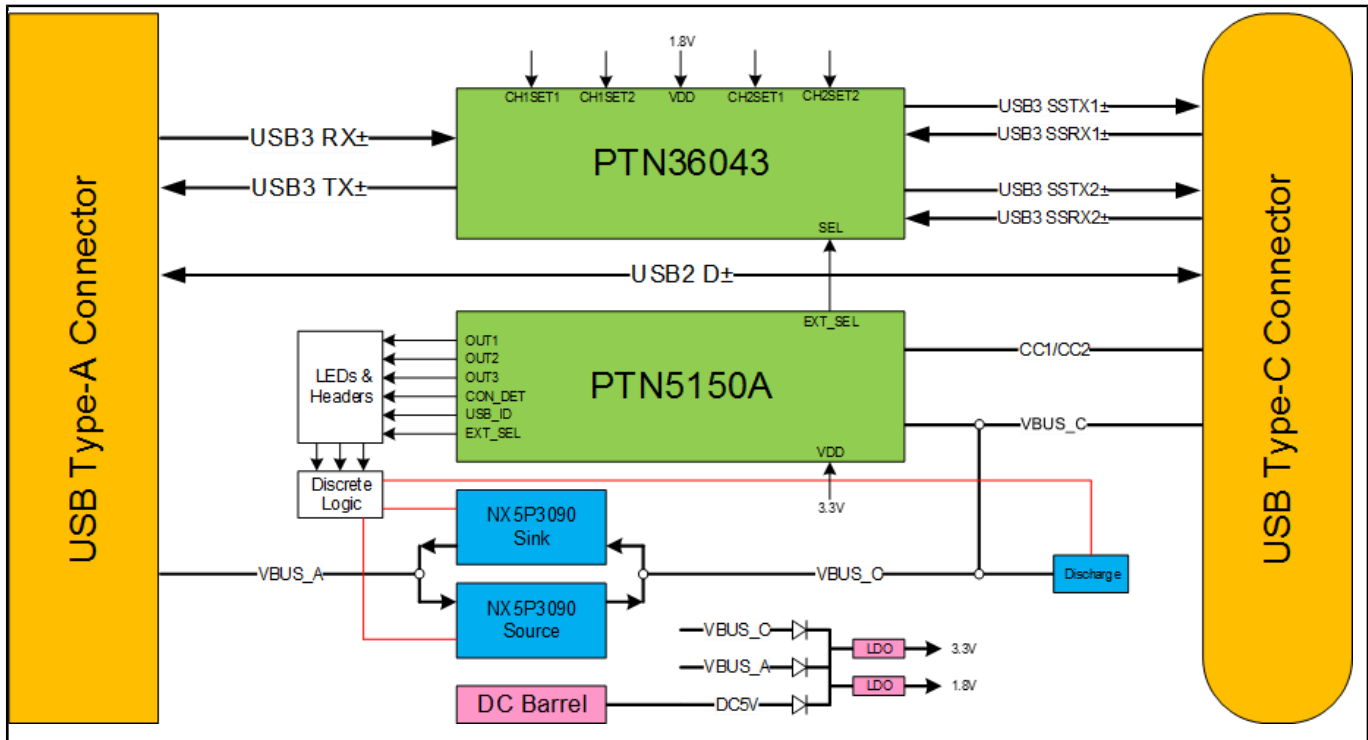 USB Type-A Connector
1.8V
CH1SET1
CH1SET2
VDD
CH2SET1
CH2SET2
PTN36043
SEL
USB3 RX±
USB3 TX±
USB3 SSTX1±
USB3 SSRX1±
USB3 SSTX2±
USB3 SSRX2±
USB2 D±
EXT_SEL
PTN5150A
OUT1
OUT2
OUT3
CON_DET
USB_ID
EXT_SEL
VDD
3.3V
LEDs &
Headers
Discrete
Logic
CC1/CC2
VBUS_C
NX5P3090
Sink
NX5P3090
Source
VBUS_A
VBUS_C
Discharge
VBUS_C
VBUS_A
DC Barrel
DC5V
LDO
3.3V
LDO
1.8V
USB Type-C Connector